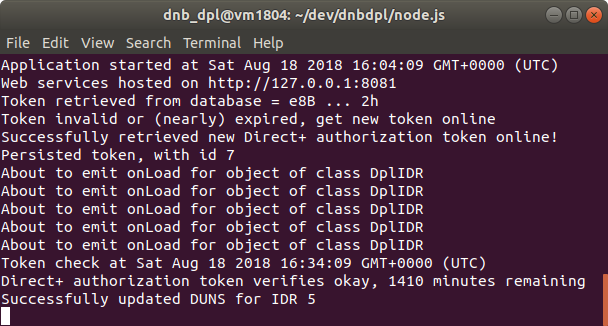 dnb_dpl@vm1804: ~/dev/dnbdpl/node.js
File Edit View Search Terminal Help
Application started at Sat Aug 18 2018 16:04:09 GMT+0000 (UTC)
Web services hosted on http://127.0.0.1:8081
Token retrieved from database = e8B ... 2h
Token invalid or (nearly) expired, get new token online
Successfully retrieved new Direct+ authorization token online!
Persisted token, with id 7
About to emit onLoad for object of class DplIDR
About to emit onLoad for object of class DplIDR
About to emit onLoad for object of class DplIDR
About to emit onLoad for object of class DplIDR
About to emit onLoad for object of class DplIDR
Token check at Sat Aug 18 2018 16:34:09 GMT+0000 (UTC)
Direct+ authorization token verifies okay, 1410 minutes remaining
Successfully updated DUNS for IDR 5